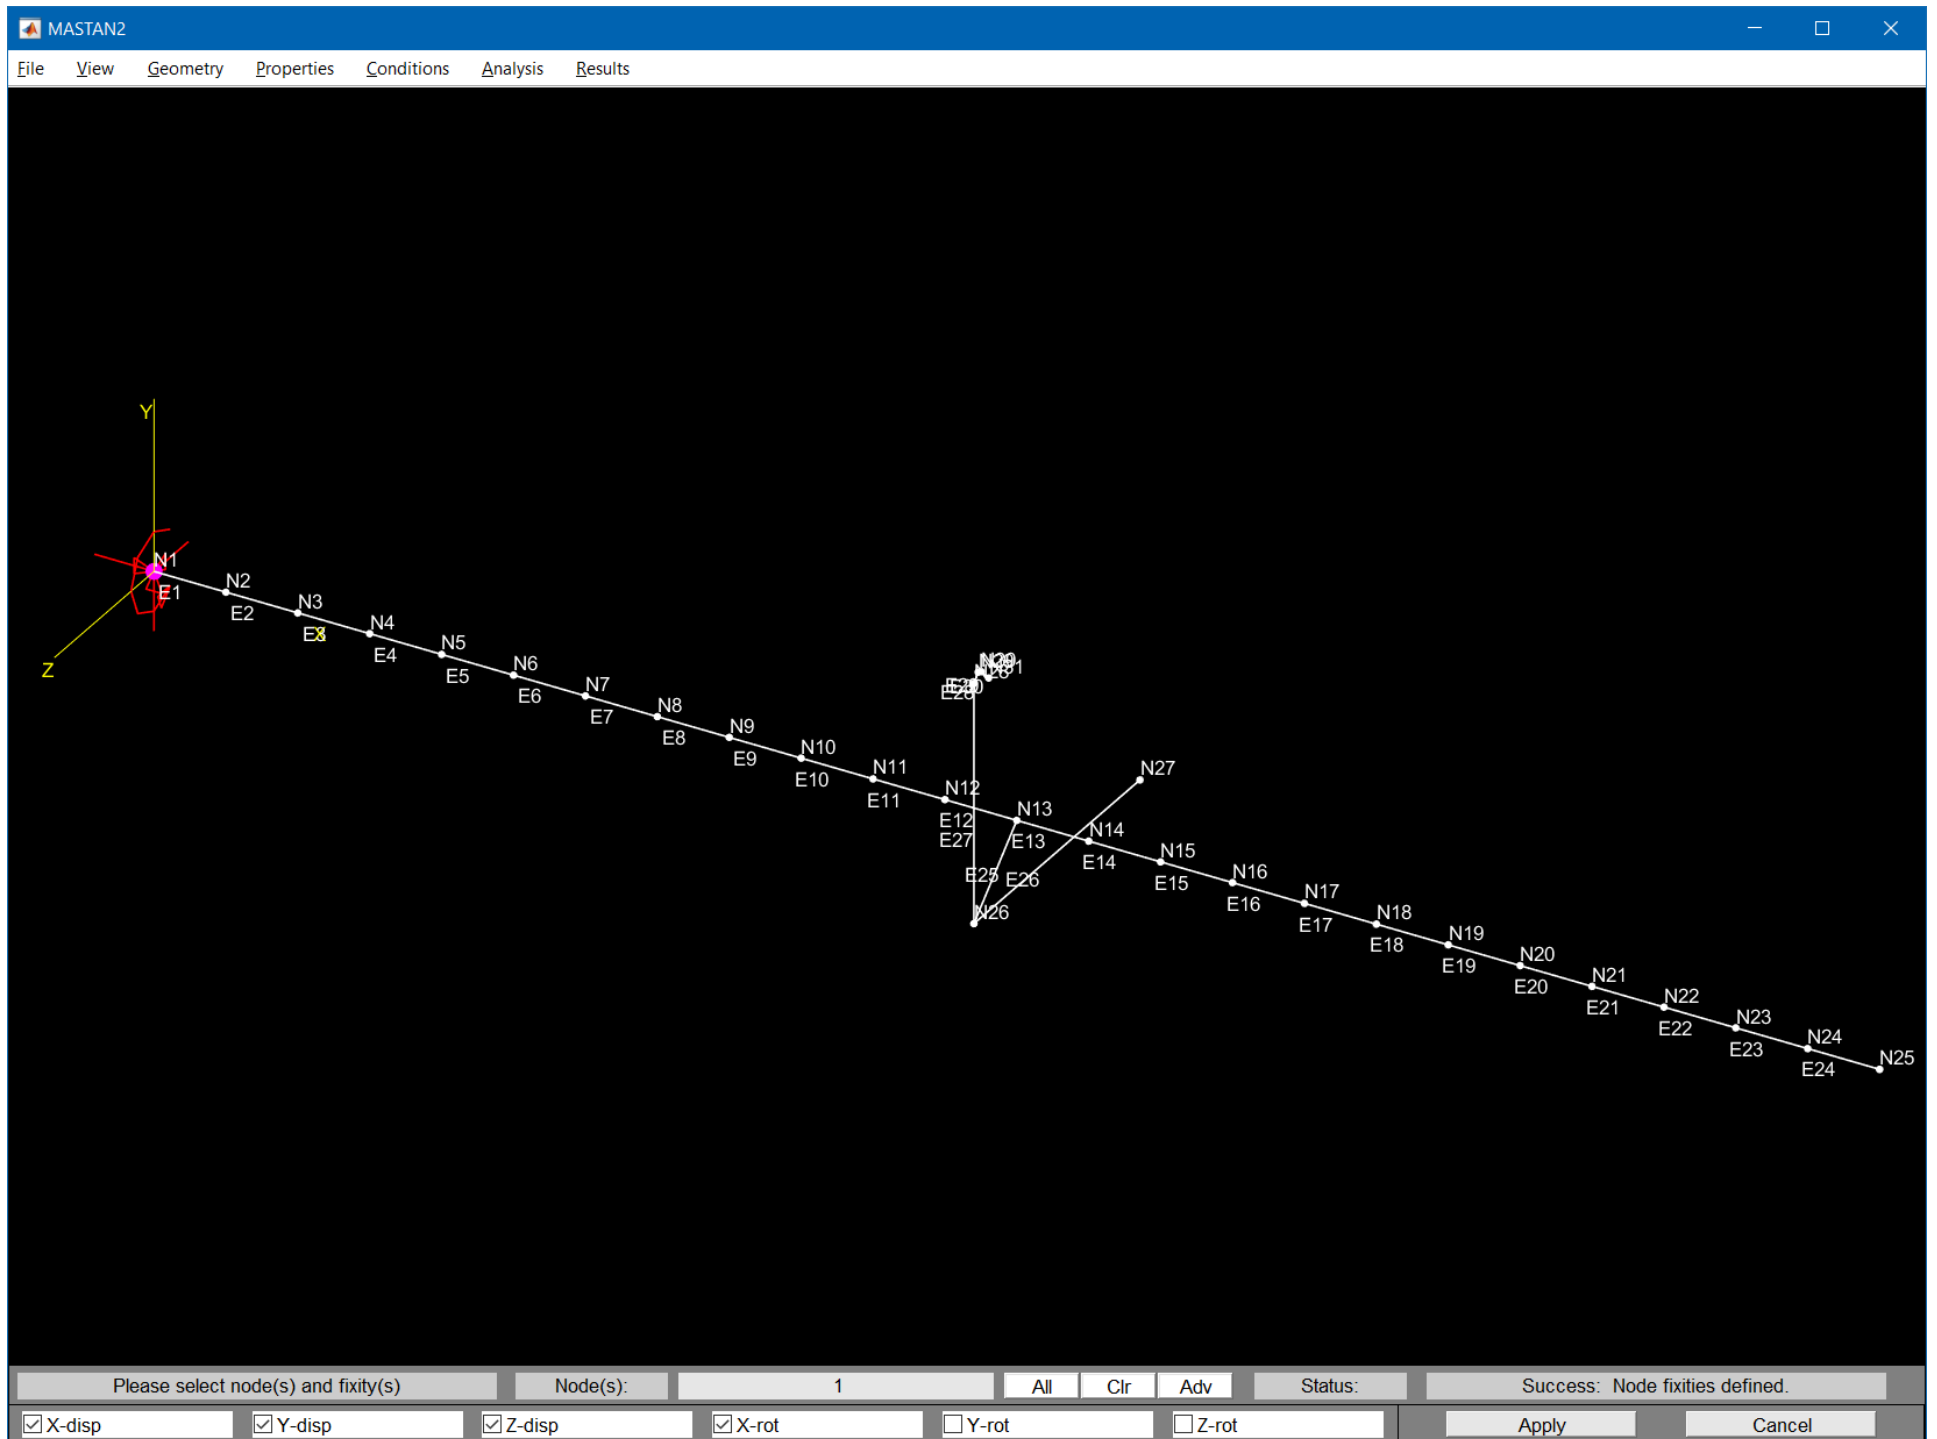 MASTAN2
File View Geometry Properties Conditions Analysis Results
Y
N1
E1
N2
E2
N3
X
N4
E4
Z
N5
E5
N6
E6
N7
E7
N8
E8
N9
E9
N10
E10
N11
E11
N12
E12
E27
N13
E13
N27
N14
E14
E25
E26
N26
N15
E15
N16
E16
N17
E17
N18
E18
N19
E19
N20
E20
N21
E21
N22
E22
N23
E23
N24
E24
N25
Please select node(s) and fixity(s) Node(s): 1 All Clr Adv Status: Success: Node fixities defined.
X-disp Y-disp Z-disp X-rot Y-rot Z-rot Apply Cancel